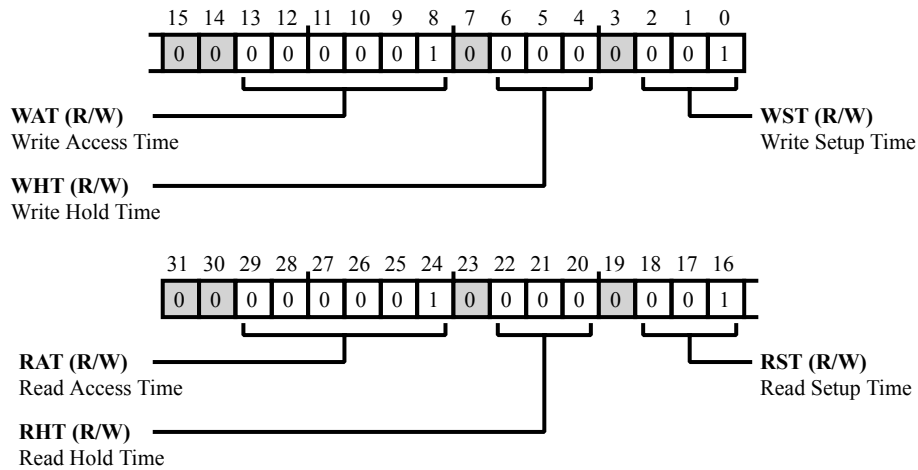 15 14 13 12 11 10 9 8 7 6 5 4 3 2 1 0
0 0 0 0 0 0 0 1 0 0 0 0 0 0 0 1
WAT (R/W) WST (R/W)
Write Access Time Write Setup Time
WHT (R/W)
Write Hold Time
31 30 29 28 27 26 25 24 23 22 21 20 19 18 17 16
0 0 0 0 0 0 0 1 0 0 0 0 0 0 0 1
RAT (R/W) RST (R/W)
Read Access Time Read Setup Time
RHT (R/W)
Read Hold Time